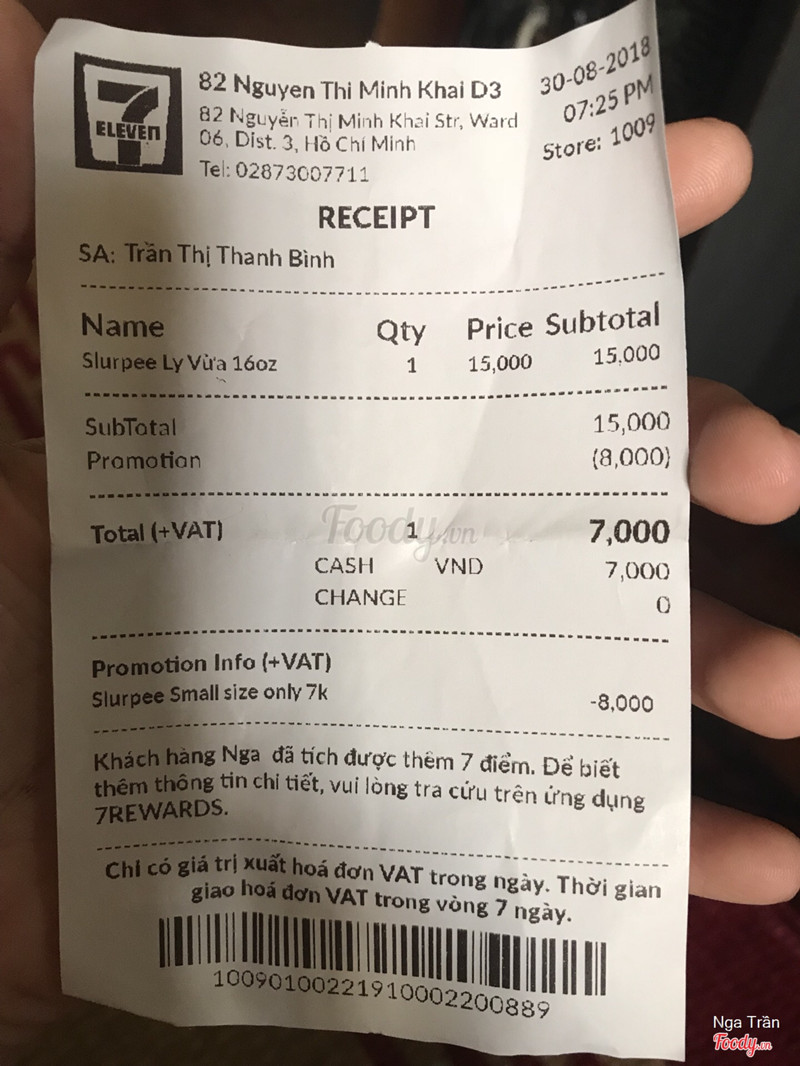 7
ELEVEn
82 Nguyen Thi Minh Khai D3
82 Nguyễn Thị Minh Khai Str, Ward
06, Dist. 3, Hồ Chí Minh
Tel: 02873007711
30-08-2018
07:25 PM
Store: 1009
RECEIPT
SA: Trần Thị Thanh Bình
Name Qty Price Subtotal
Slurpee Ly Vừa 16oz 1 15,000 15,000
SubTotal 15,000
Promotion (8,000)
Total (+VAT) 1 7,000
Foody.vn
CASH VND 7,000
CHANGE 0
Promotion Info (+VAT)
Slurpee Small size only 7k -8,000
Khách hàng Nga đã tích được thêm 7 điểm. Để biết
thêm thông tin chi tiết, vui lòng tra cứu trên ứng dụng
7REWARDS.
Chỉ có giá trị xuất hoá đơn VAT trong ngày. Thời gian
giao hoá đơn VAT trong vòng 7 ngày.
10090100221910002200889
Nga Trần
Foody.vn